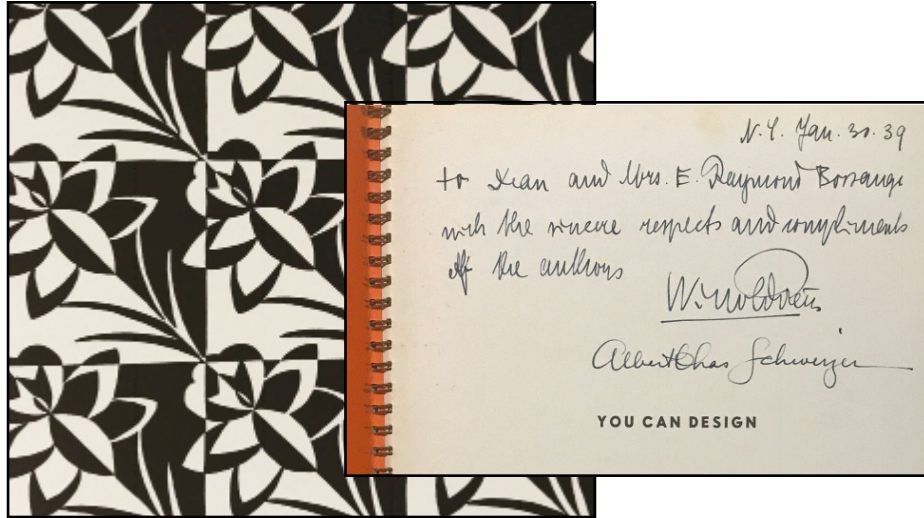 N.Y. Jan. 30. 39
to Dean and Mrs. E. Raymond Bossange
with the sincere respects and compliments
of the authors
Albert Chas Schweizer
YOU CAN DESIGN